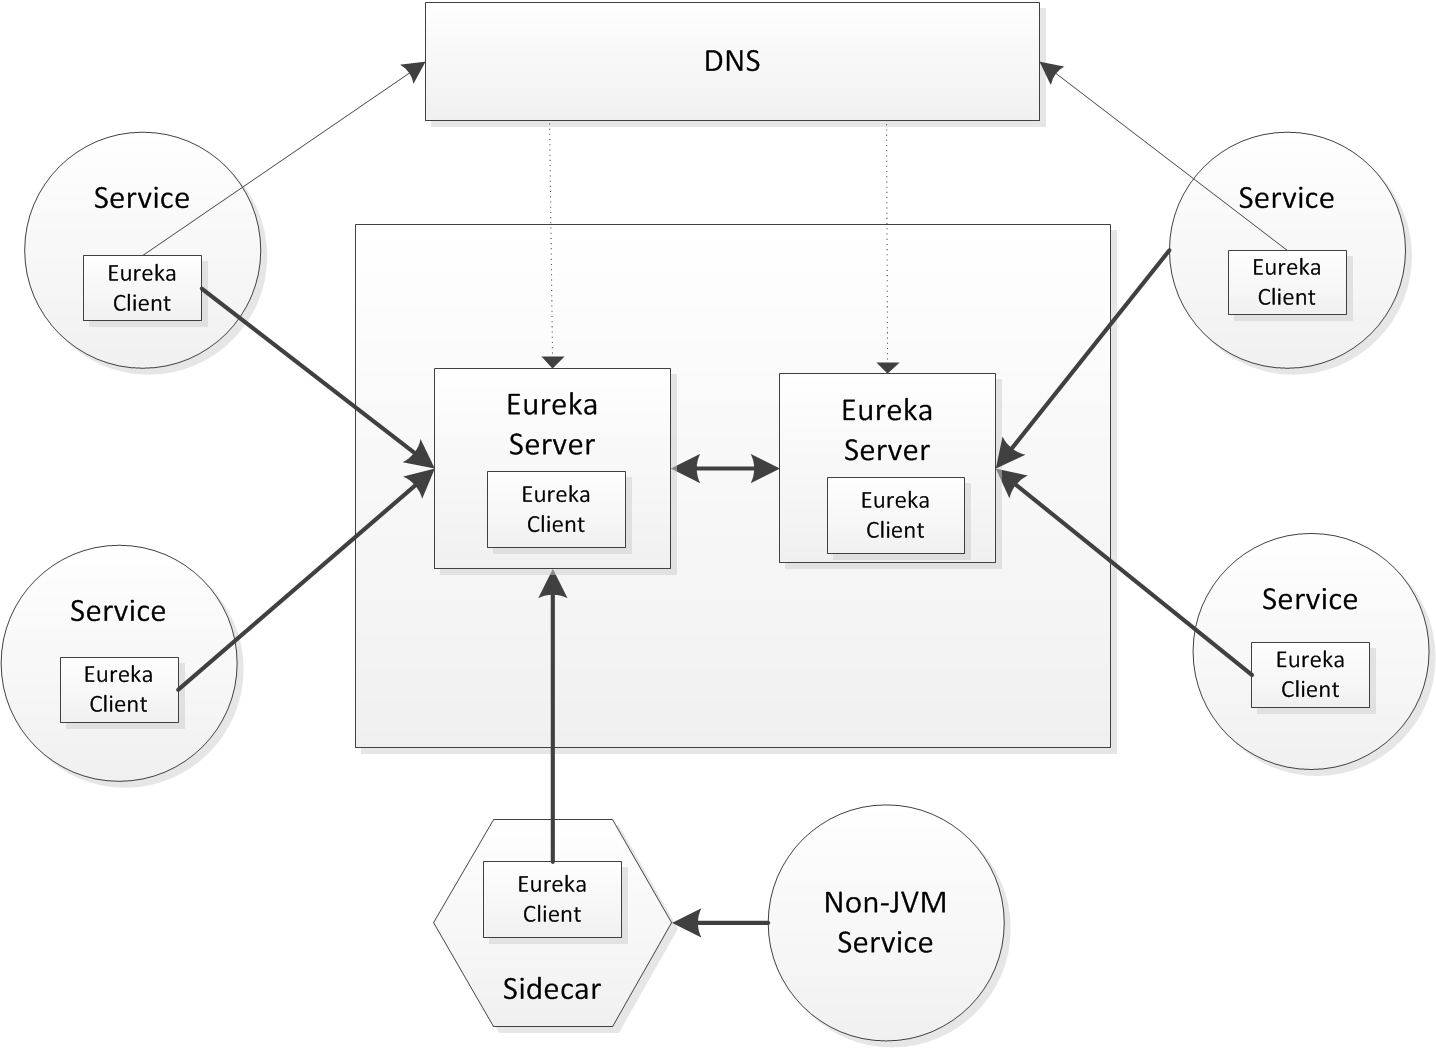 DNS
Service
Eureka
Client
Service
Eureka
Client
Eureka
Server
Eureka
Client
Eureka
Server
Eureka
Client
Service
Eureka
Client
Service
Eureka
Client
Eureka
Client
Sidecar
Non-JVM
Service